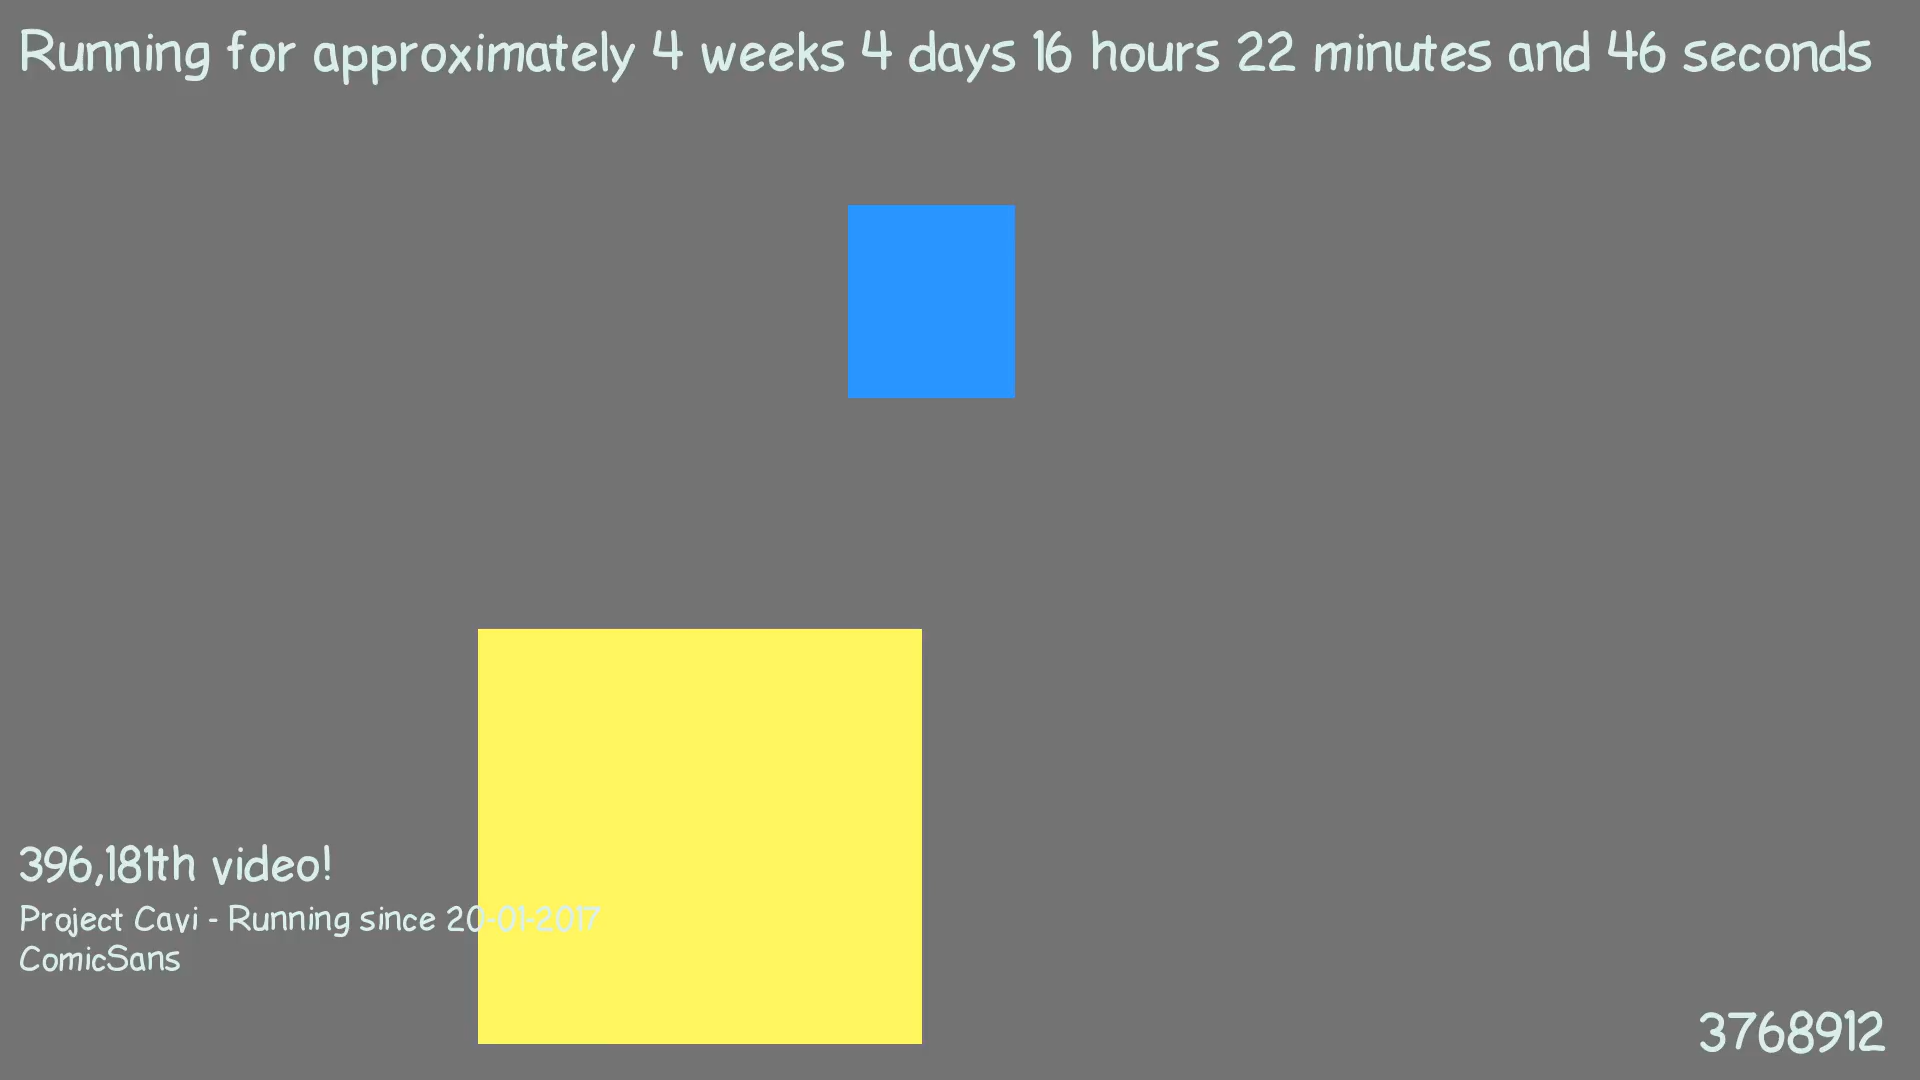 Running for approximately 4 weeks 4 days 16 hours 22 minutes and 46 seconds
396,181th video!
Project Cavi - Running since 20-01-2017
ComicSans
3768912